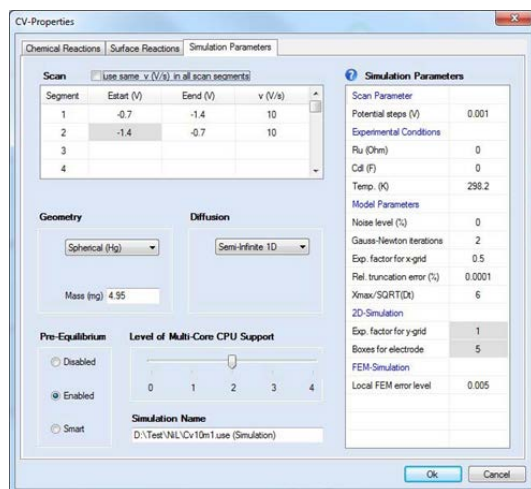 CV-Properties
Chemical Reactions Surface Reactions Simulation Parameters
Scan use same v (V/s) in all scan segments
Segment Estart (V) Eend (V) v (V/s)
1 -0.7 -1.4 10
2 -1.4 -0.7 10
3
4
Geometry
Spherical (Hg)
Mass (mg) 4.95
Diffusion
Semi-Infinite 1D
Pre-Equilibrium
Disabled
Enabled
Smart
Level of Multi-Core CPU Support
0 1 2 3 4
Simulation Name
D:\Test\NiL\Cv10m1.use (Simulation)
? Simulation Parameters
Scan Parameter
Potential steps (V) 0.001
Experimental Conditions
Ru (Ohm) 0
Cdl (F) 0
Temp. (K) 298.2
Model Parameters
Noise level (%) 0
Gauss-Newton iterations 2
Exp. factor for x-grid 0.5
Rel. truncation error (%) 0.0001
Xmax/SQRT(Dt) 6
2D-Simulation
Exp. factor for y-grid 1
Boxes for electrode 5
FEM-Simulation
Local FEM error level 0.005
Ok Cancel